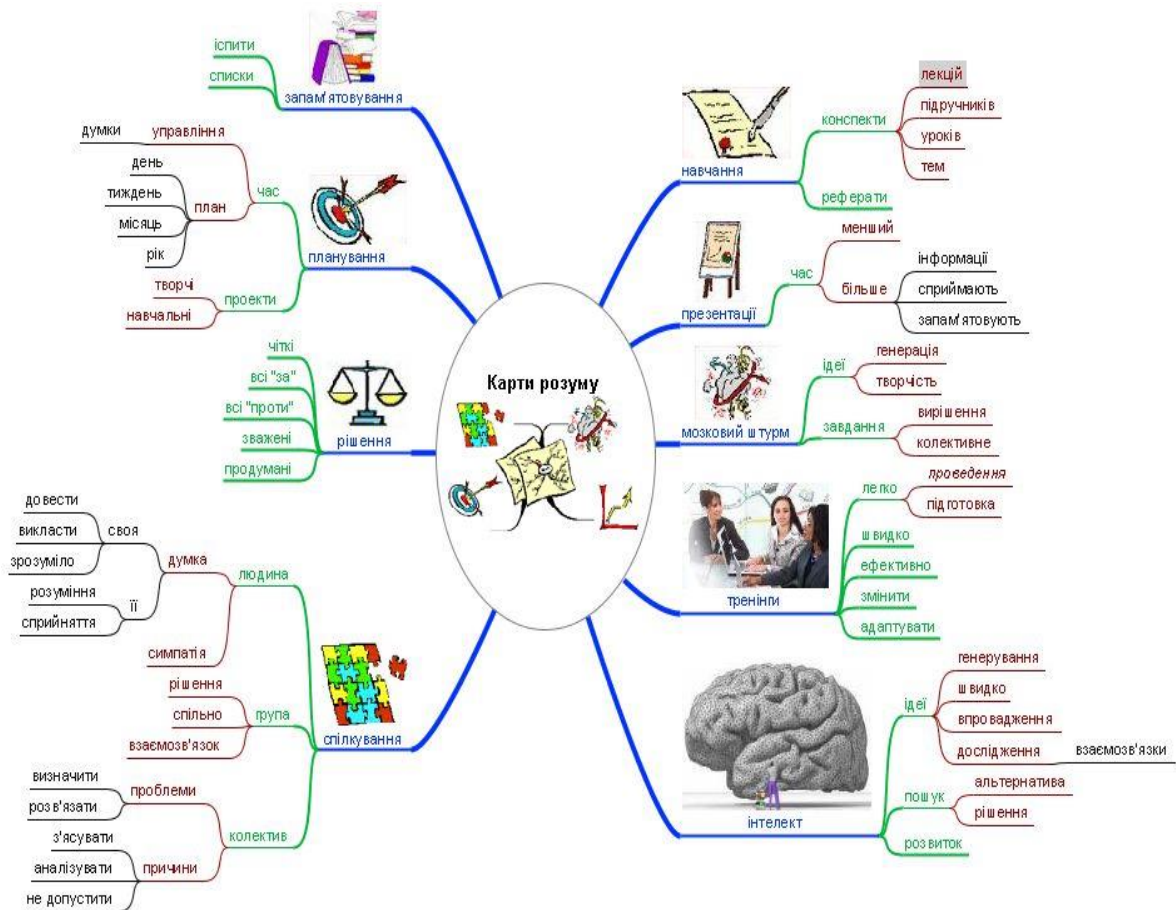 Карти розуму
запам'ятовування
іспити
списки
планування
час
управління
думки
план
день
тиждень
місяць
рік
проекти
творчі
навчальні
рішення
чіткі
всі "за"
всі "проти"
зважені
продумані
спілкування
людина
думка
своя
довести
викласти
зрозуміло
її
розуміння
сприйняття
симпатія
група
рішення
спільно
взаємозв'язок
колектив
проблеми
визначити
розв'язати
причини
з'ясувати
аналізувати
не допустити
навчання
конспекти
лекцій
підручників
уроків
тем
реферати
презентації
час
менший
більше
інформації
сприймають
запам'ятовують
мозковий штурм
ідеї
генерація
творчість
завдання
вирішення
колективне
тренінги
легко
проведення
підготовка
швидко
ефективно
змінити
адаптувати
інтелект
ідеї
генерування
швидко
впровадження
дослідження
взаємозв'язки
пошук
альтернатива
рішення
розвиток